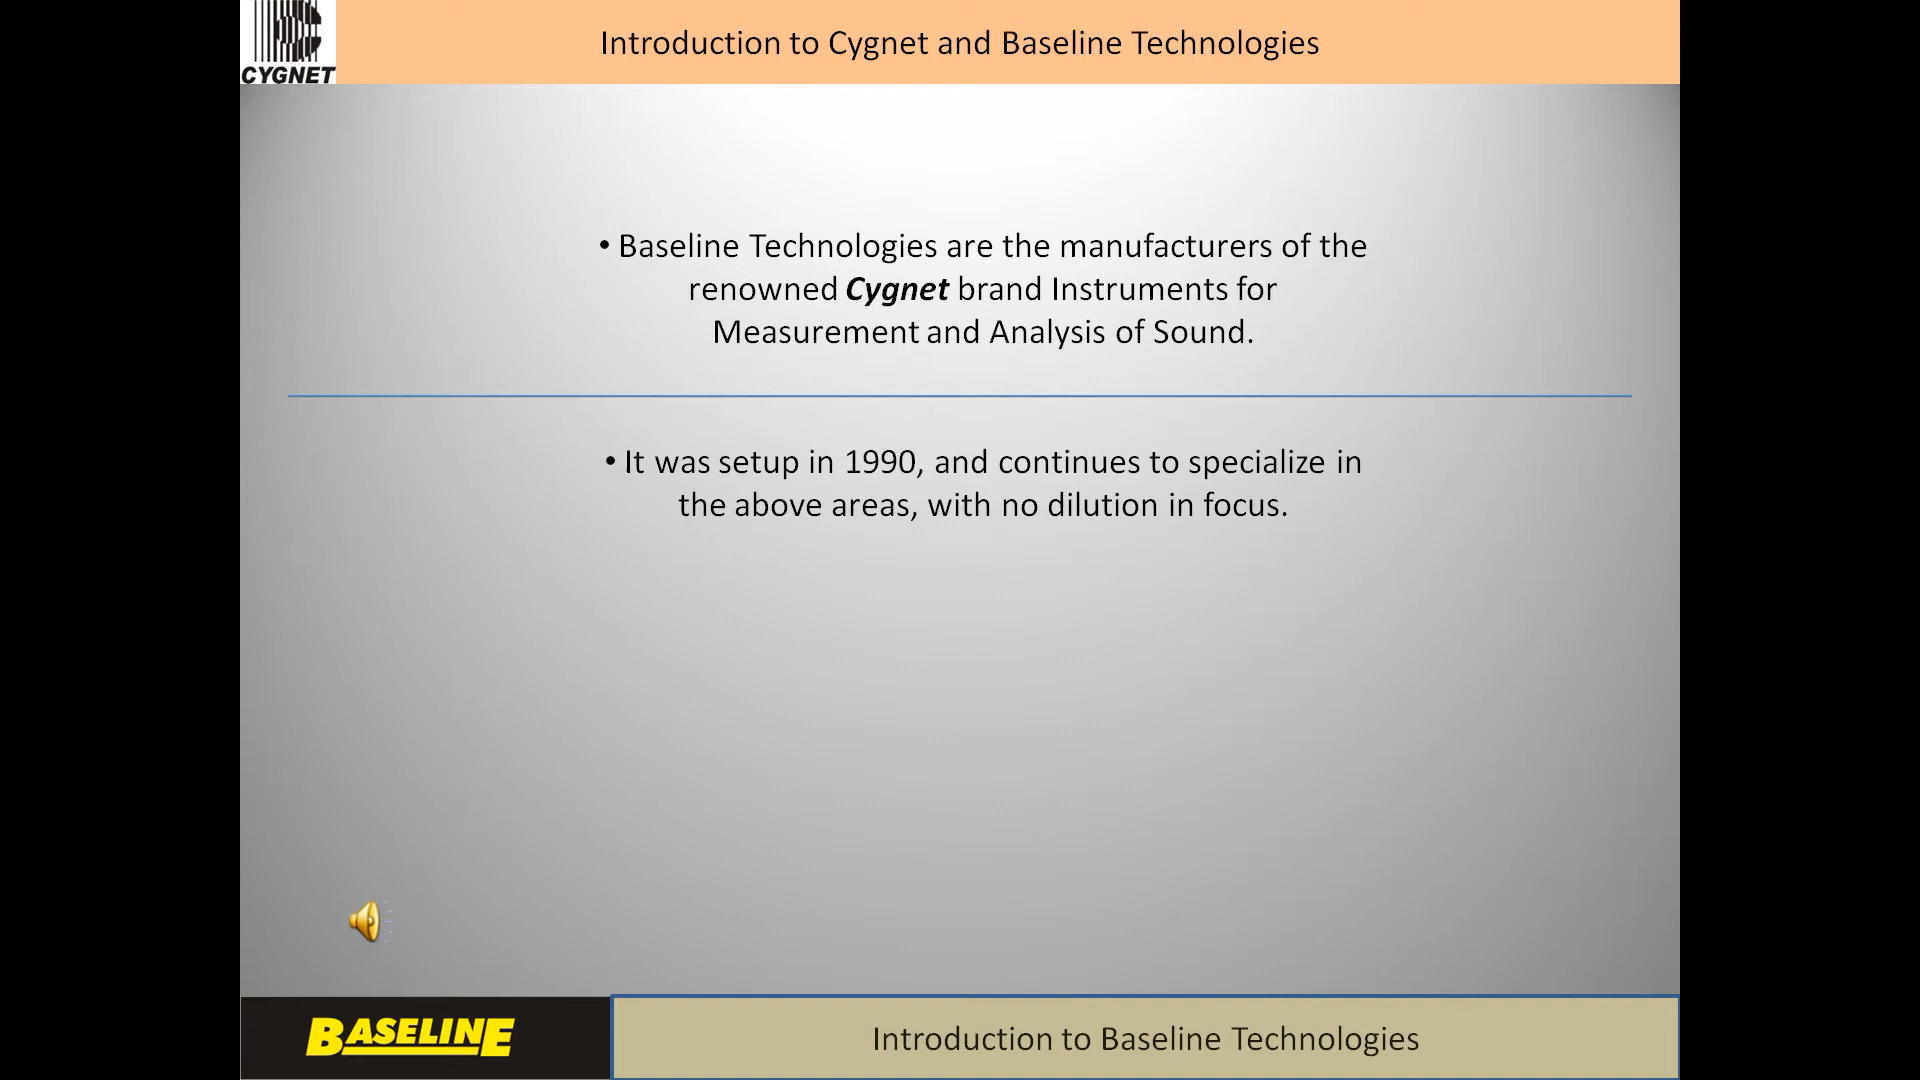 CYGNET
Introduction to Cygnet and Baseline Technologies
• Baseline Technologies are the manufacturers of the
renowned Cygnet brand Instruments for
Measurement and Analysis of Sound.
• It was setup in 1990, and continues to specialize in
the above areas, with no dilution in focus.
BASELINE
Introduction to Baseline Technologies